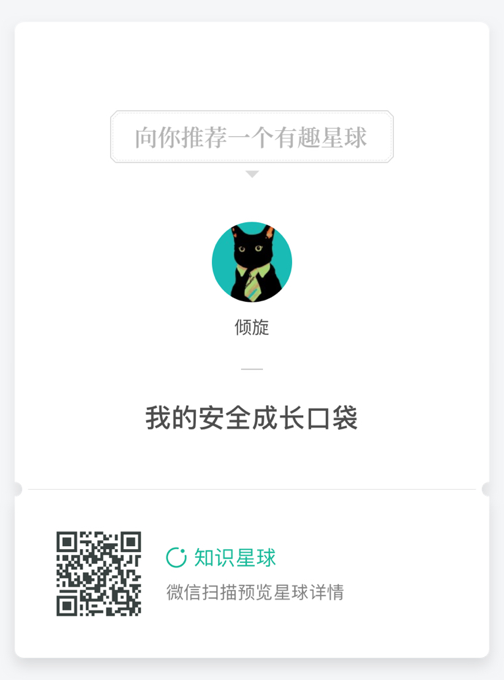 向你推荐一个有趣星球
倾旋
我的安全成长口袋
知识星球
微信扫描预览星球详情